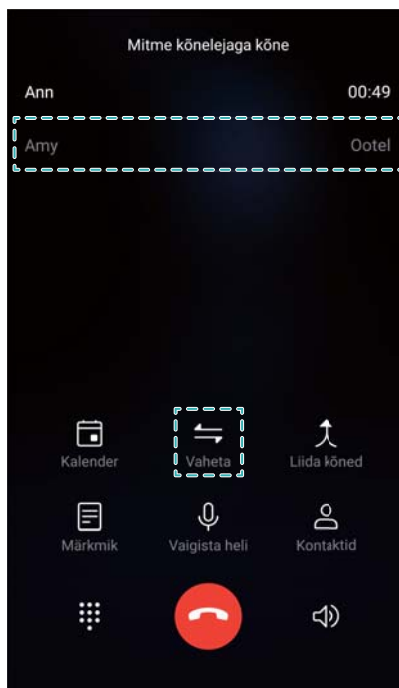 Mitme kõnelejaga kõne
Ann 00:49
Amy Ootel
Kalender Vaheta Liida kõned
Märkmik Vaigista heli Kontaktid